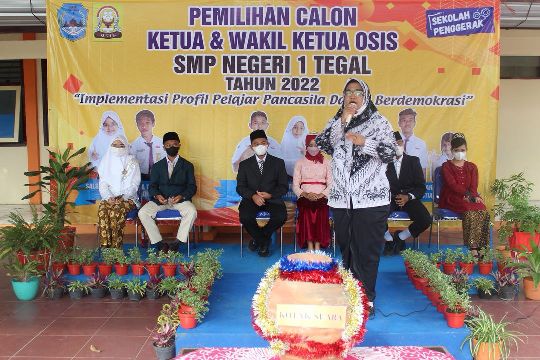 PEMILIHAN CALON
KETUA & WAKIL KETUA OSIS
SMP NEGERI 1 TEGAL
TAHUN 2022
"Implementasi Profil Pelajar Pancasila Berdemokrasi"
SEKOLAH
PENGGERAK
KOTAK SUARA